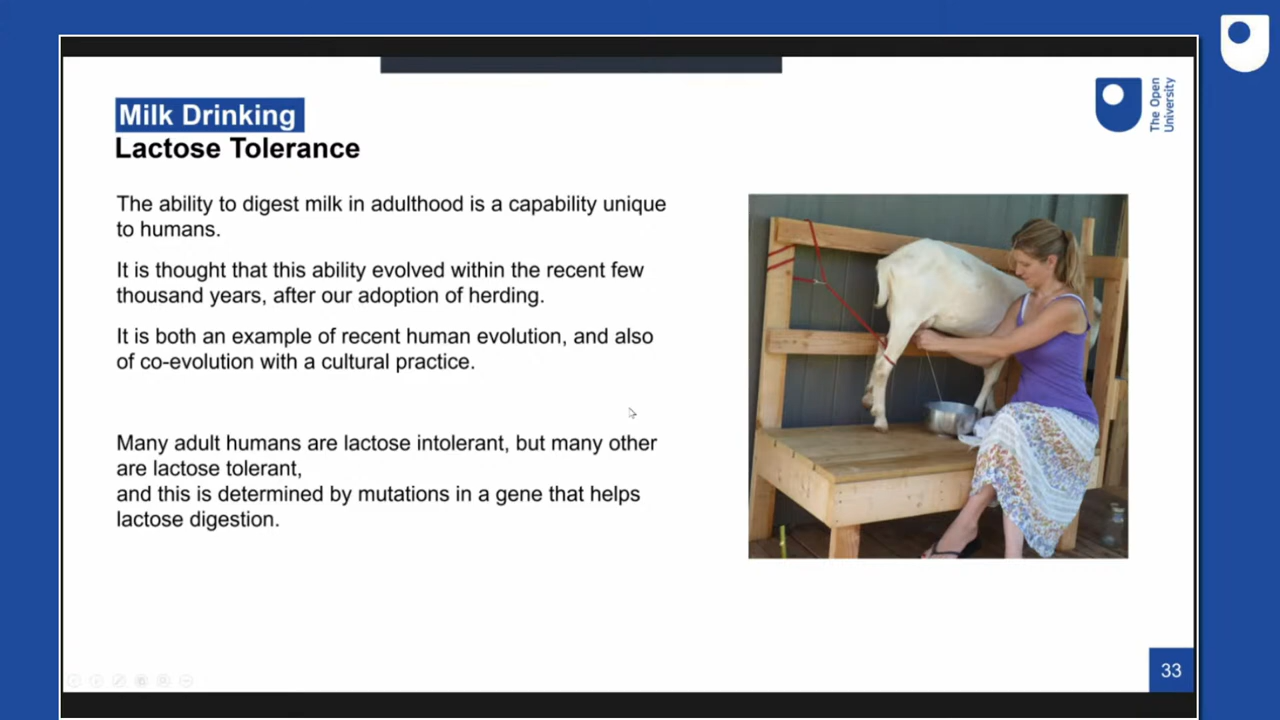 Milk Drinking
Lactose Tolerance
The Open
University
The ability to digest milk in adulthood is a capability unique
to humans.
It is thought that this ability evolved within the recent few
thousand years, after our adoption of herding.
It is both an example of recent human evolution, and also
of co-evolution with a cultural practice.
Many adult humans are lactose intolerant, but many other
are lactose tolerant,
and this is determined by mutations in a gene that helps
lactose digestion.
33